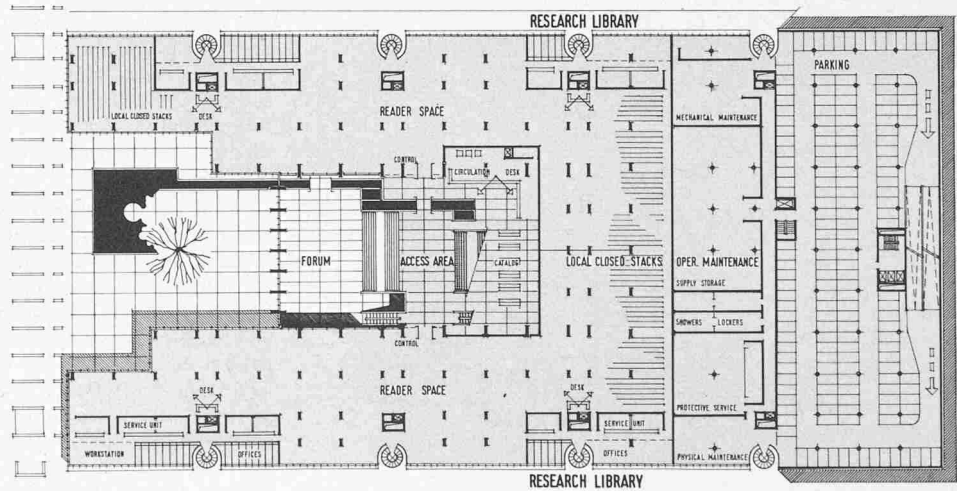 RESEARCH LIBRARY
PARKING
LOCAL CLOSED STACKS
DESK
READER SPACE
MECHANICAL MAINTENANCE
CONTROL
CIRCULATION DESK
FORUM
ACCESS AREA
CATALOG
LOCAL CLOSED STACKS
OPER. MAINTENANCE
SUPPLY STORAGE
SHOWERS LOCKERS
CONTROL
READER SPACE
DESK
DESK
PROTECTIVE SERVICE
SERVICE UNIT
SERVICE UNIT
WORKSTATION
OFFICES
OFFICES
PHYSICAL MAINTENANCE
RESEARCH LIBRARY